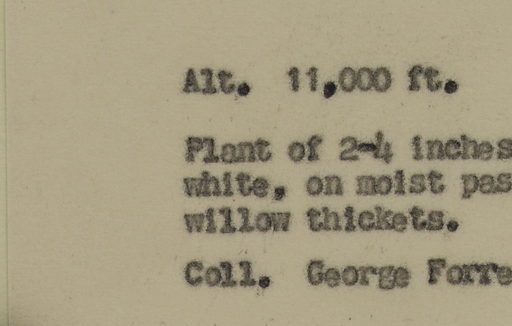 Alt. 11,000 ft.
Plant of 2-4 inches
white, on moist pas
willow thickets.
Coll. George Forre